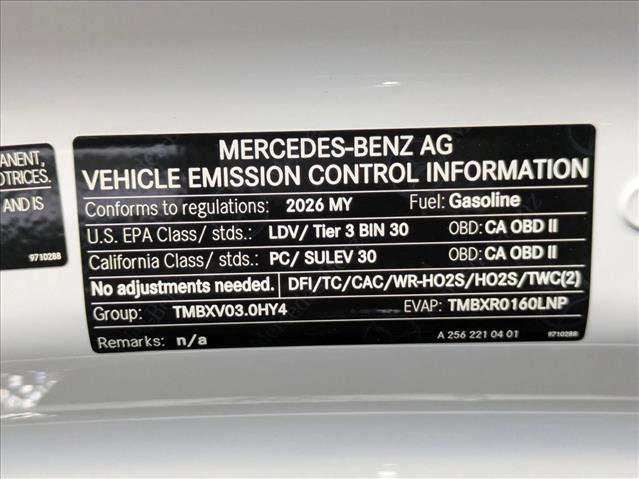 ANENT,
OTRICES.
AND IS
9710288
MERCEDES-BENZ AG
VEHICLE EMISSION CONTROL INFORMATION
Conforms to regulations: 2026 MY Fuel: Gasoline
U.S. EPA Class/ stds.: LDV/ Tier 3 BIN 30 OBD: CA OBD II
California Class/ stds.: PC/ SULEV 30 OBD: CA OBD II
No adjustments needed. DFI/TC/CAC/WR-HO2S/HO2S/TWC(2)
Group: TMBXV03.0HY4 EVAP: TMBXR0160LNP
Remarks: n/a A 256 221 04 01 9710288